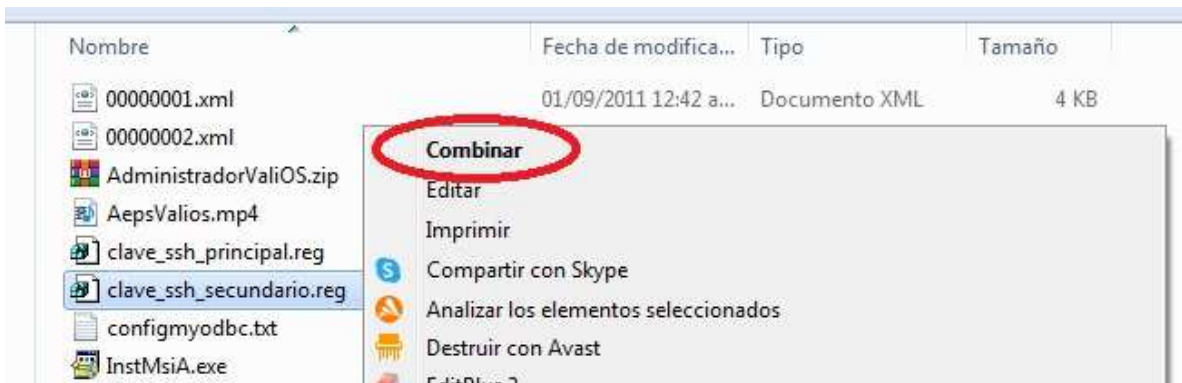 Nombre Fecha de modifica... Tipo Tamaño
00000001.xml 01/09/2011 12:42 a... Documento XML 4 KB
00000002.xml
AdministradorValiOS.zip
AepsValios.mp4
clave_ssh_principal.reg
clave_ssh_secundario.reg
configmyodbc.txt
InstMsiA.exe
Combinar
Editar
Imprimir
Compartir con Skype
Analizar los elementos seleccionados
Destruir con Avast